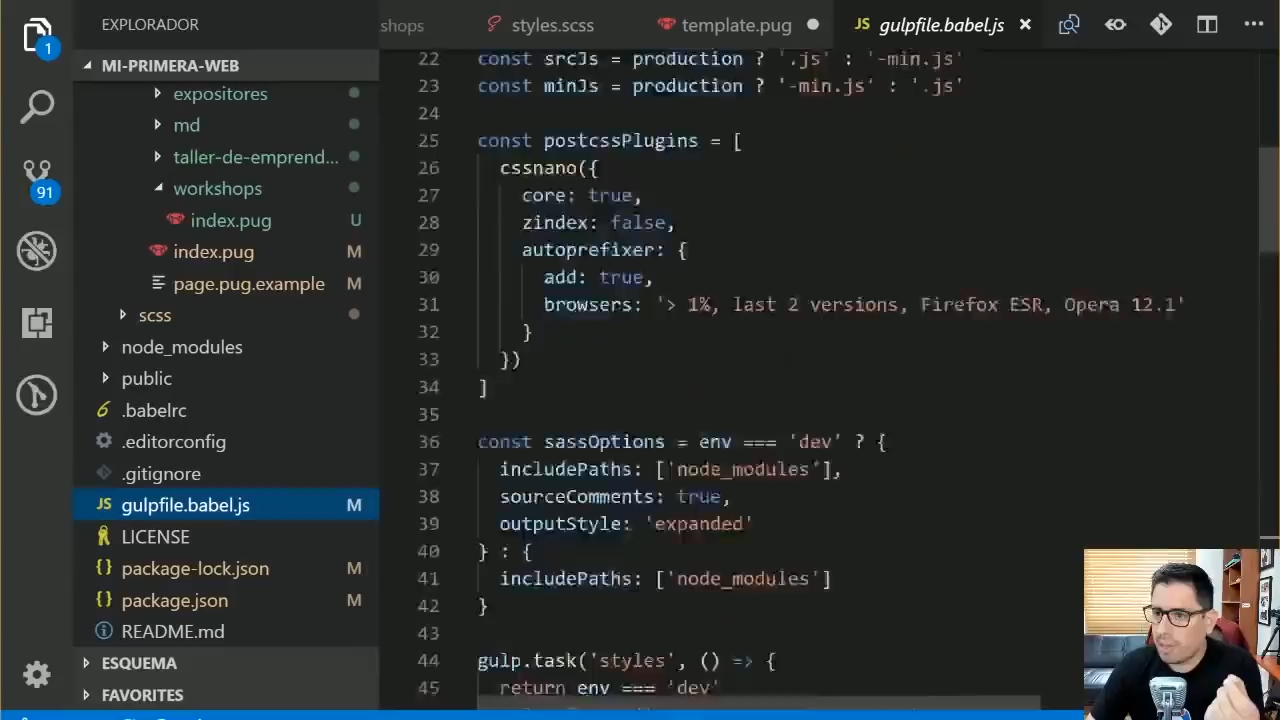 EXPLORADOR
shops
styles.scss
template.pug
JS gulpfile.babel.js
1
MI-PRIMERA-WEB
expositores
md
taller-de-emprend...
workshops
index.pug U
index.pug M
page.pug.example M
scss
node_modules
public
.babelrc
.editorconfig
.gitignore
JS gulpfile.babel.js M
LICENSE
{} package-lock.json M
{} package.json M
README.md
ESQUEMA
FAVORITES
91
22 const srcJs = production ? '.js' : '-min.js'
23 const minJs = production ? '-min.js' : '.js'
24
25 const postcssPlugins = [
26 cssnano({
27 core: true,
28 zindex: false,
29 autoprefixer: {
30 add: true,
31 browsers: '> 1%, last 2 versions, Firefox ESR, Opera 12.1'
32 }
33 })
34 ]
35
36 const sassOptions = env === 'dev' ? {
37 includePaths: ['node_modules'],
38 sourceComments: true,
39 outputStyle: 'expanded'
40 } : {
41 includePaths: ['node_modules']
42 }
43
44 gulp.task('styles', () => {
45 return env === 'dev'